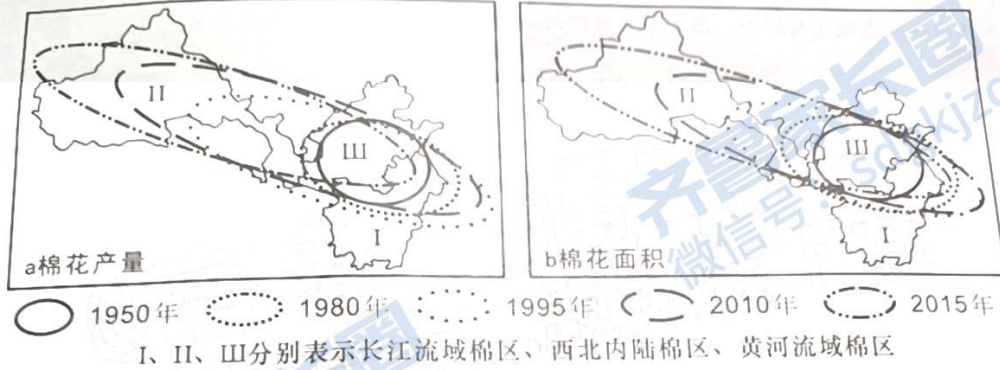 II
III
I
a棉花产量
II
III
I
b棉花面积
1950年 1980年 1995年 2010年 2015年
I、II、III分别表示长江流域棉区、西北内陆棉区、黄河流域棉区
齐鲁家长圈
微信号:sdqkjzq